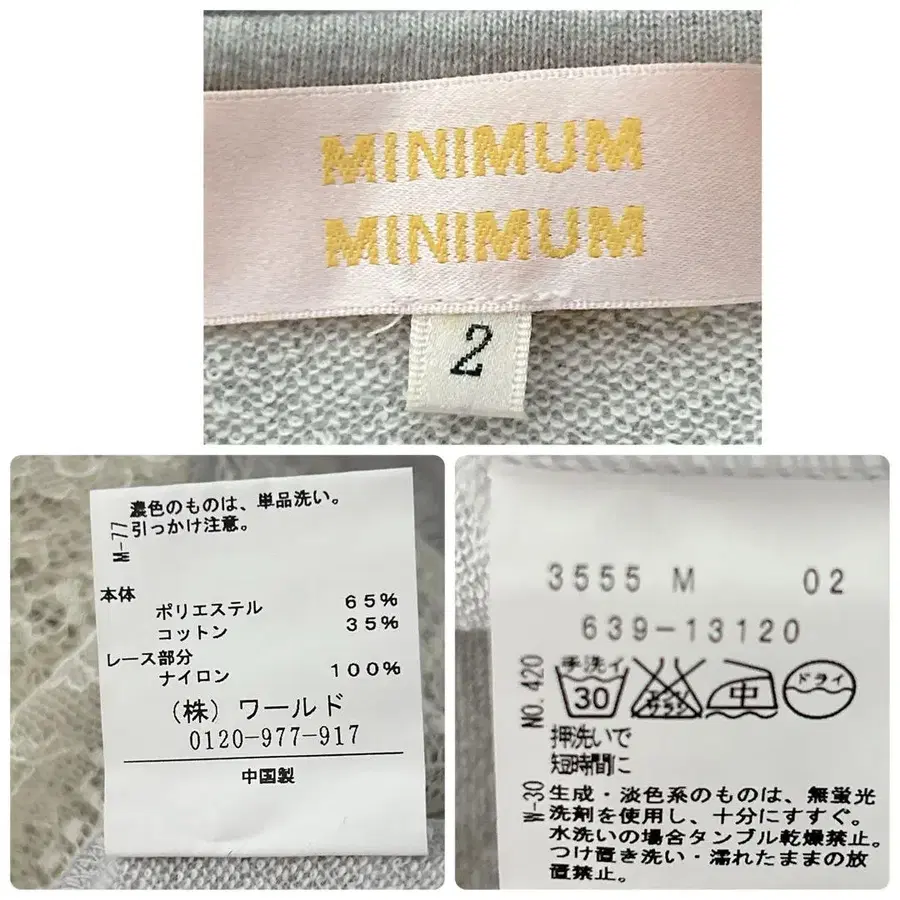 MINIMUM
MINIMUM
2
濃色のものは、単品洗い。
引っかけ注意。
M-77
本体
ポリエステル 65%
コットン 35%
レース部分
ナイロン 100%
(株) ワールド
0120-977-917
中国製
3555 M 02
639-13120
NO.420
手洗イ
30
エンソサラシ
中
ドライ
押洗いで
短時間に
W-30
生成・淡色系のものは、無蛍光
洗剤を使用し、十分にすすぐ。
水洗いの場合タンブル乾燥禁止。
つけ置き洗い・濡れたままの放
置禁止。